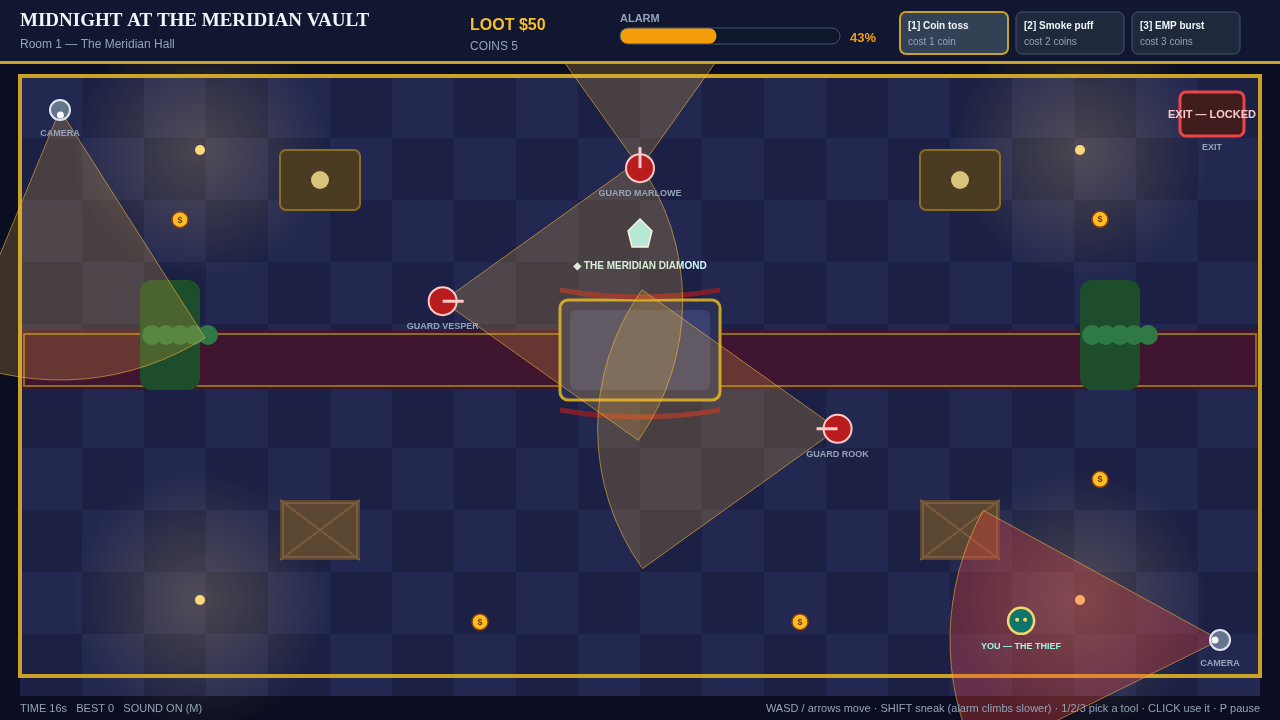 MIDNIGHT AT THE MERIDIAN VAULT
Room 1 — The Meridian Hall
LOOT $50
COINS 5
ALARM
43%
[1] Coin toss
cost 1 coin
[2] Smoke puff
cost 2 coins
[3] EMP burst
cost 3 coins
CAMERA
EXIT — LOCKED
EXIT
GUARD MARLOWE
$
$
◆ THE MERIDIAN DIAMOND
GUARD VESPER
GUARD ROOK
$
$
$
YOU — THE THIEF
CAMERA
TIME 16s BEST 0 SOUND ON (M)
WASD / arrows move · SHIFT sneak (alarm climbs slower) · 1/2/3 pick a tool · CLICK use it · P pause